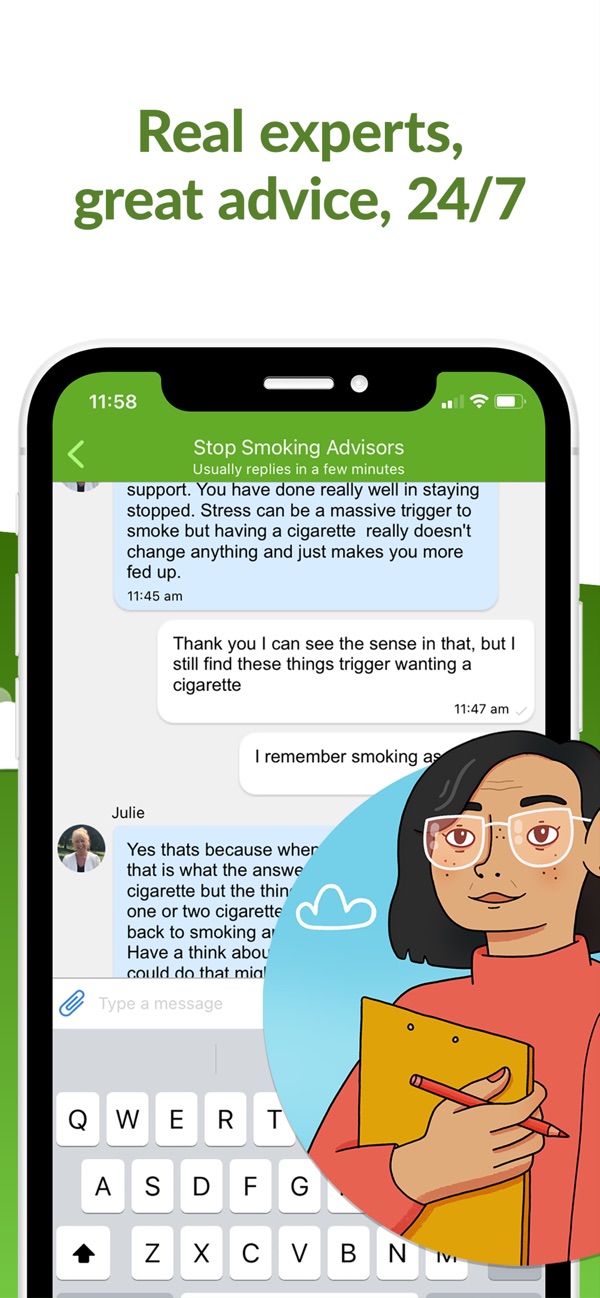 Real experts,
great advice, 24/7
11:58
Stop Smoking Advisors
Usually replies in a few minutes
support. You have done really well in staying
stopped. Stress can be a massive trigger to
smoke but having a cigarette  really doesn't
change anything and just makes you more
fed up.
11:45 am
Thank you I can see the sense in that, but I
still find these things trigger wanting a
cigarette
11:47 am
I remember smoking as
Julie
Yes thats because when
that is what the
cigarette but the
one or two cigarette
back to smoking
Have a think
could do that
Type a message
Q W E R T
A S D F G
Z X C V B N M